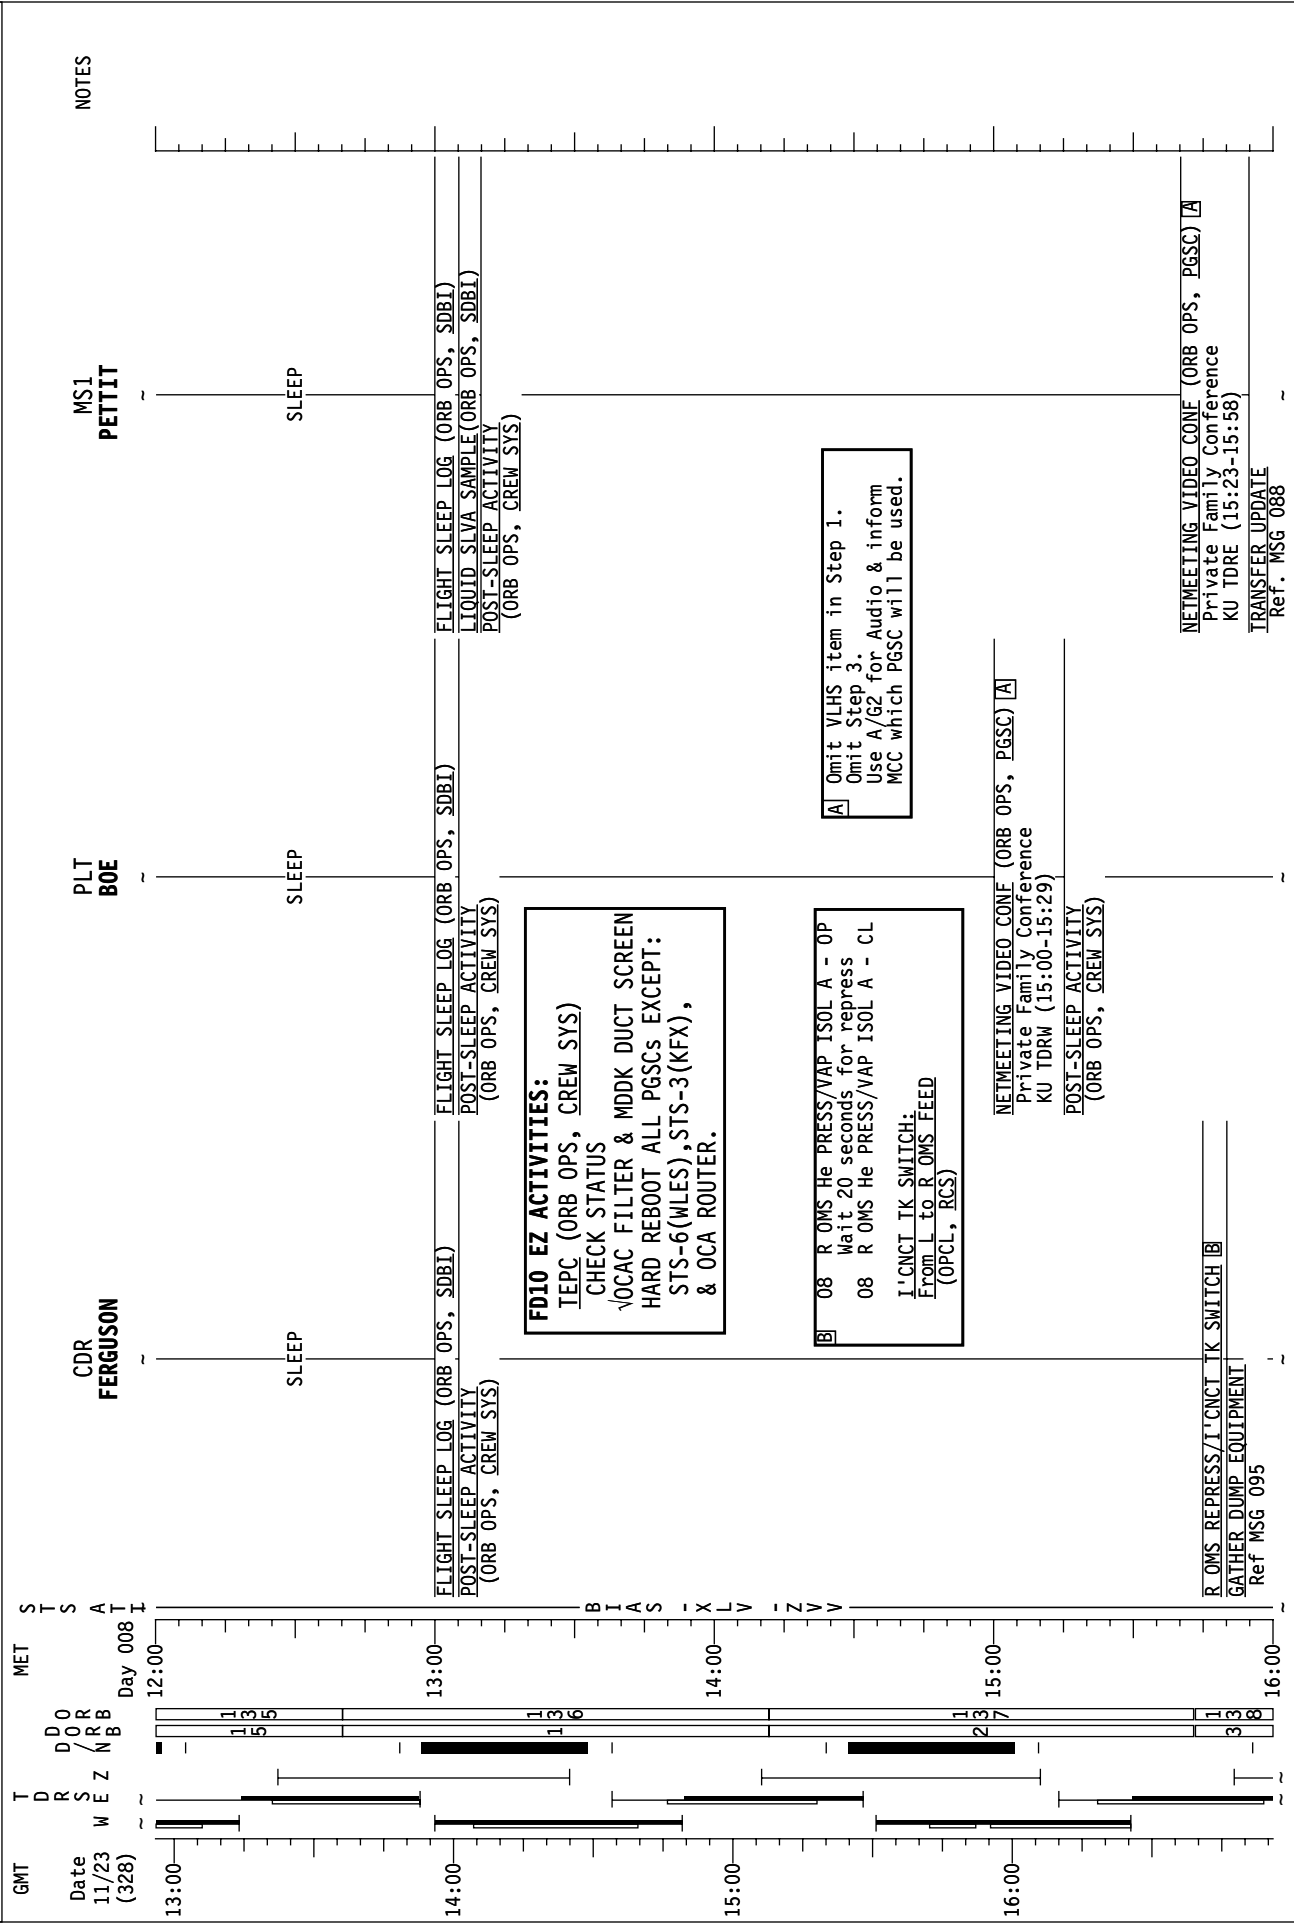 GMT
Date
11/23
(328)
13:00
14:00
15:00
16:00
T
D
R
S
W E Z
D
/
N
D
O
R
B
O
R
B
15
1
2
3
135
136
137
138
MET
Day 008
12:00
13:00
14:00
15:00
16:00
S
T
S
A
T
T
B
I
A
S
-
X
L
V
-
Z
V
V
CDR
FERGUSON
SLEEP
FLIGHT SLEEP LOG (ORB OPS, SDBI)
POST-SLEEP ACTIVITY
(ORB OPS, CREW SYS)
R OMS REPRESS/I'CNCT TK SWITCH B
GATHER DUMP EQUIPMENT
Ref MSG 095
FD10 EZ ACTIVITIES:
TEPC (ORB OPS, CREW SYS)
CHECK STATUS
√OCAC FILTER & MDDK DUCT SCREEN
HARD REBOOT ALL PGSCs EXCEPT:
STS-6(WLES),STS-3(KFX),
& OCA ROUTER.
B O8 R OMS He PRESS/VAP ISOL A - OP
Wait 20 seconds for repress
O8 R OMS He PRESS/VAP ISOL A - CL
I'CNCT TK SWITCH:
From L to R OMS FEED
(OPCL, RCS)
PLT
BOE
SLEEP
FLIGHT SLEEP LOG (ORB OPS, SDBI)
POST-SLEEP ACTIVITY
(ORB OPS, CREW SYS)
NETMEETING VIDEO CONF (ORB OPS, PGSC) A
Private Family Conference
KU TDRW (15:00-15:29)
POST-SLEEP ACTIVITY
(ORB OPS, CREW SYS)
A Omit VLHS item in Step 1.
Omit Step 3.
Use A/G2 for Audio & inform
MCC which PGSC will be used.
MS1
PETTIT
SLEEP
FLIGHT SLEEP LOG (ORB OPS, SDBI)
LIQUID SLVA SAMPLE(ORB OPS, SDBI)
POST-SLEEP ACTIVITY
(ORB OPS, CREW SYS)
NETMEETING VIDEO CONF (ORB OPS, PGSC) A
Private Family Conference
KU TDRE (15:23-15:58)
TRANSFER UPDATE
Ref. MSG 088
NOTES